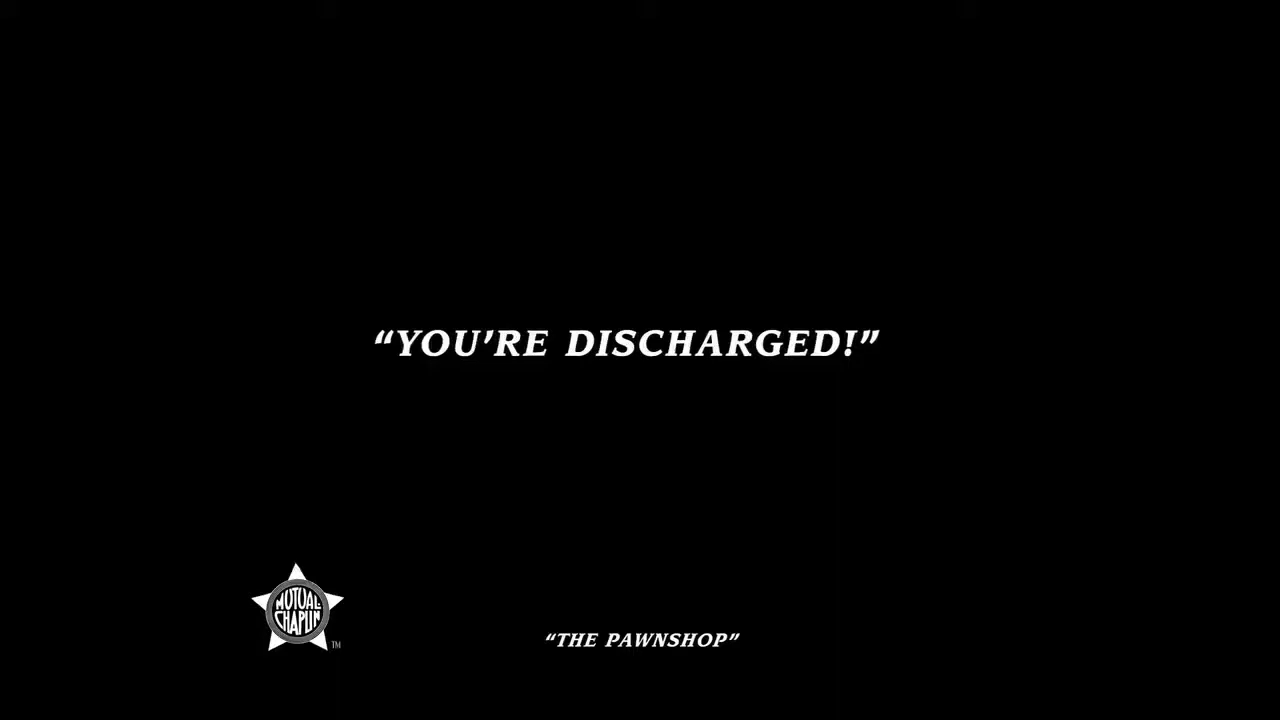 “YOU’RE DISCHARGED!”
MUTUAL-
CHAPLIN
TM
“THE PAWNSHOP”